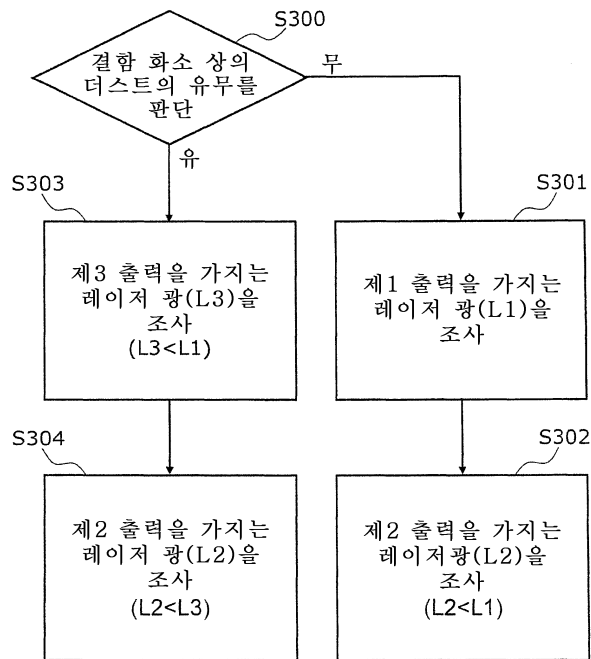 S300
결함 화소 상의
더스트의 유무를
판단
무
유
S303
제3 출력을 가지는
레이저 광(L3)을
조사
(L3<L1)
S301
제1 출력을 가지는
레이저 광(L1)을
조사
S304
제2 출력을 가지는
레이저 광(L2)을
조사
(L2<L3)
S302
제2 출력을 가지는
레이저광(L2)을
조사
(L2<L1)